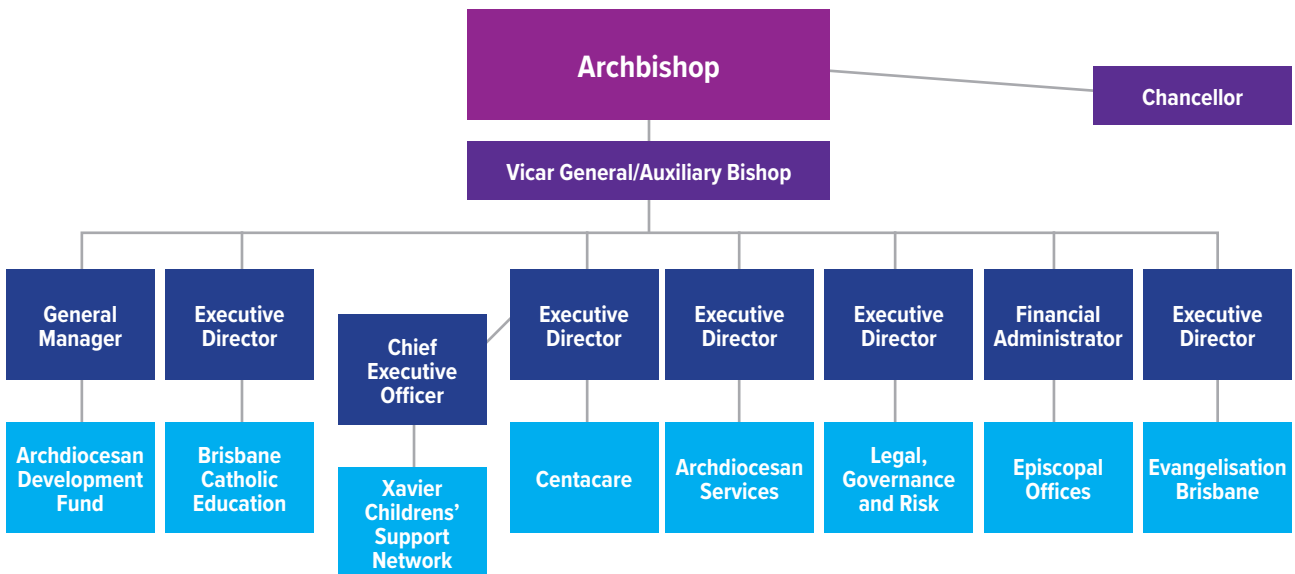 Archbishop
Chancellor
Vicar General/Auxiliary Bishop
General
Manager
Executive
Director
Chief
Executive
Officer
Executive
Director
Executive
Director
Executive
Director
Financial
Administrator
Executive
Director
Archdiocesan
Development
Fund
Brisbane
Catholic
Education
Xavier
Childrens'
Support
Network
Centacare
Archdiocesan
Services
Legal,
Governance
and Risk
Episcopal
Offices
Evangelisation
Brisbane